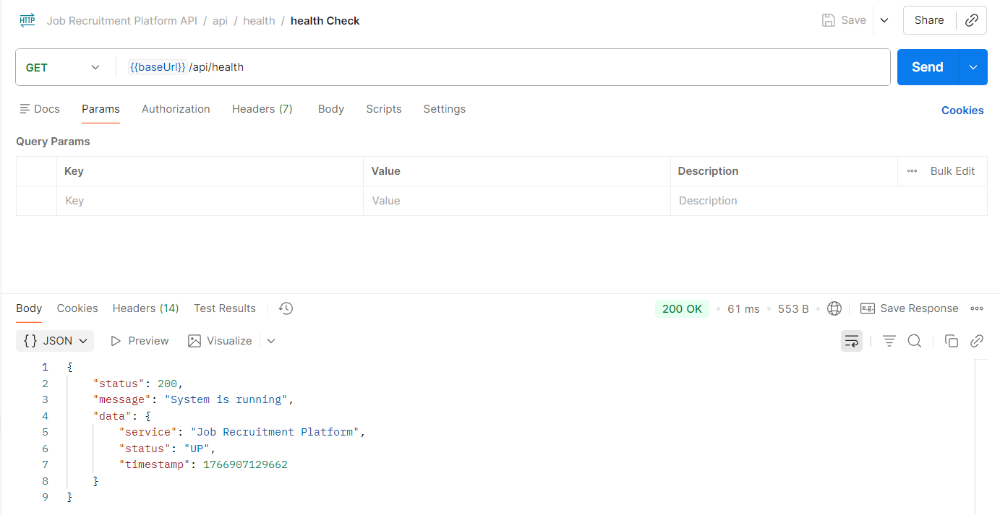 HTTP Job Recruitment Platform API / api / health / health Check Save Share
GET {{baseUrl}} /api/health Send
Docs Params Authorization Headers (7) Body Scripts Settings Cookies
Query Params
Key Value Description Bulk Edit
Key Value Description
Body Cookies Headers (14) Test Results 200 OK 61 ms 553 B e.g. Save Response
{} JSON Preview Visualize
1 {
2 "status": 200,
3 "message": "System is running",
4 "data": {
5 "service": "Job Recruitment Platform",
6 "status": "UP",
7 "timestamp": 1766907129662
8 }
9 }